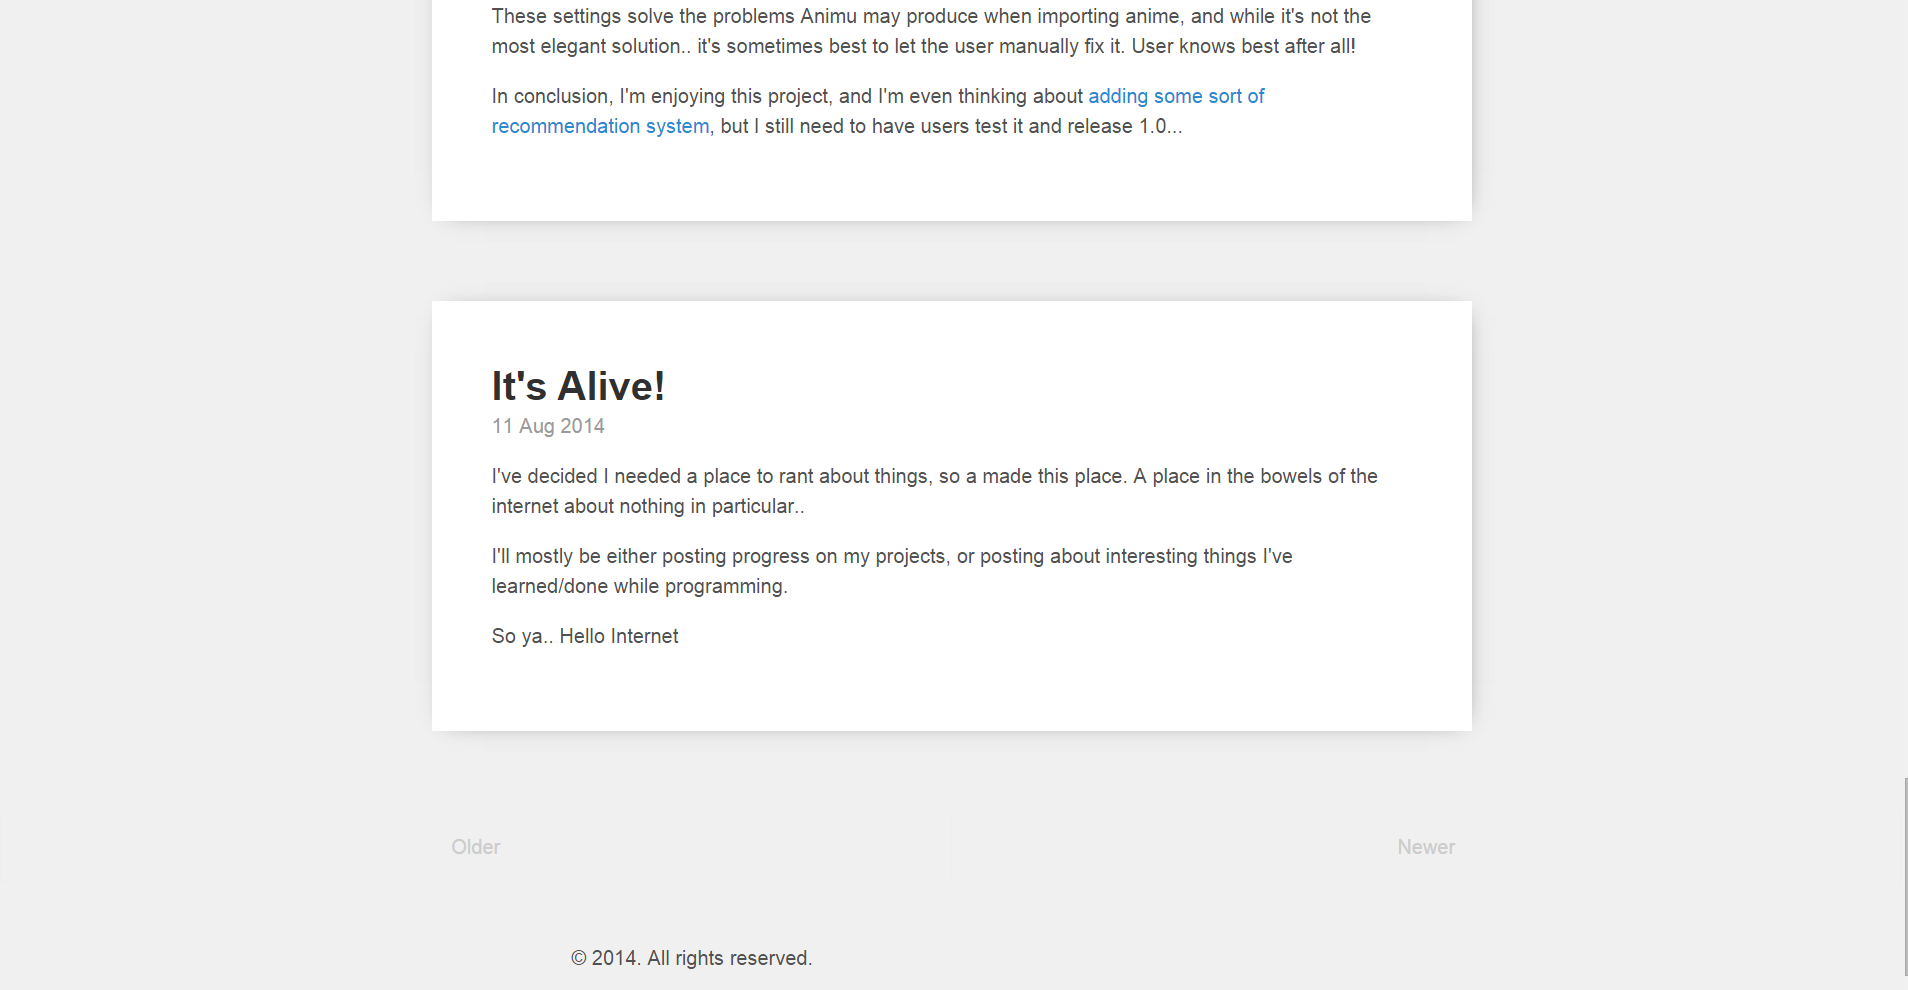 These settings solve the problems Animu may produce when importing anime, and while it's not the
most elegant solution.. it's sometimes best to let the user manually fix it. User knows best after all!
In conclusion, I'm enjoying this project, and I'm even thinking about adding some sort of
recommendation system, but I still need to have users test it and release 1.0...
It's Alive!
11 Aug 2014
I've decided I needed a place to rant about things, so a made this place. A place in the bowels of the
internet about nothing in particular..
I'll mostly be either posting progress on my projects, or posting about interesting things I've
learned/done while programming.
So ya.. Hello Internet
Older
Newer
© 2014. All rights reserved.